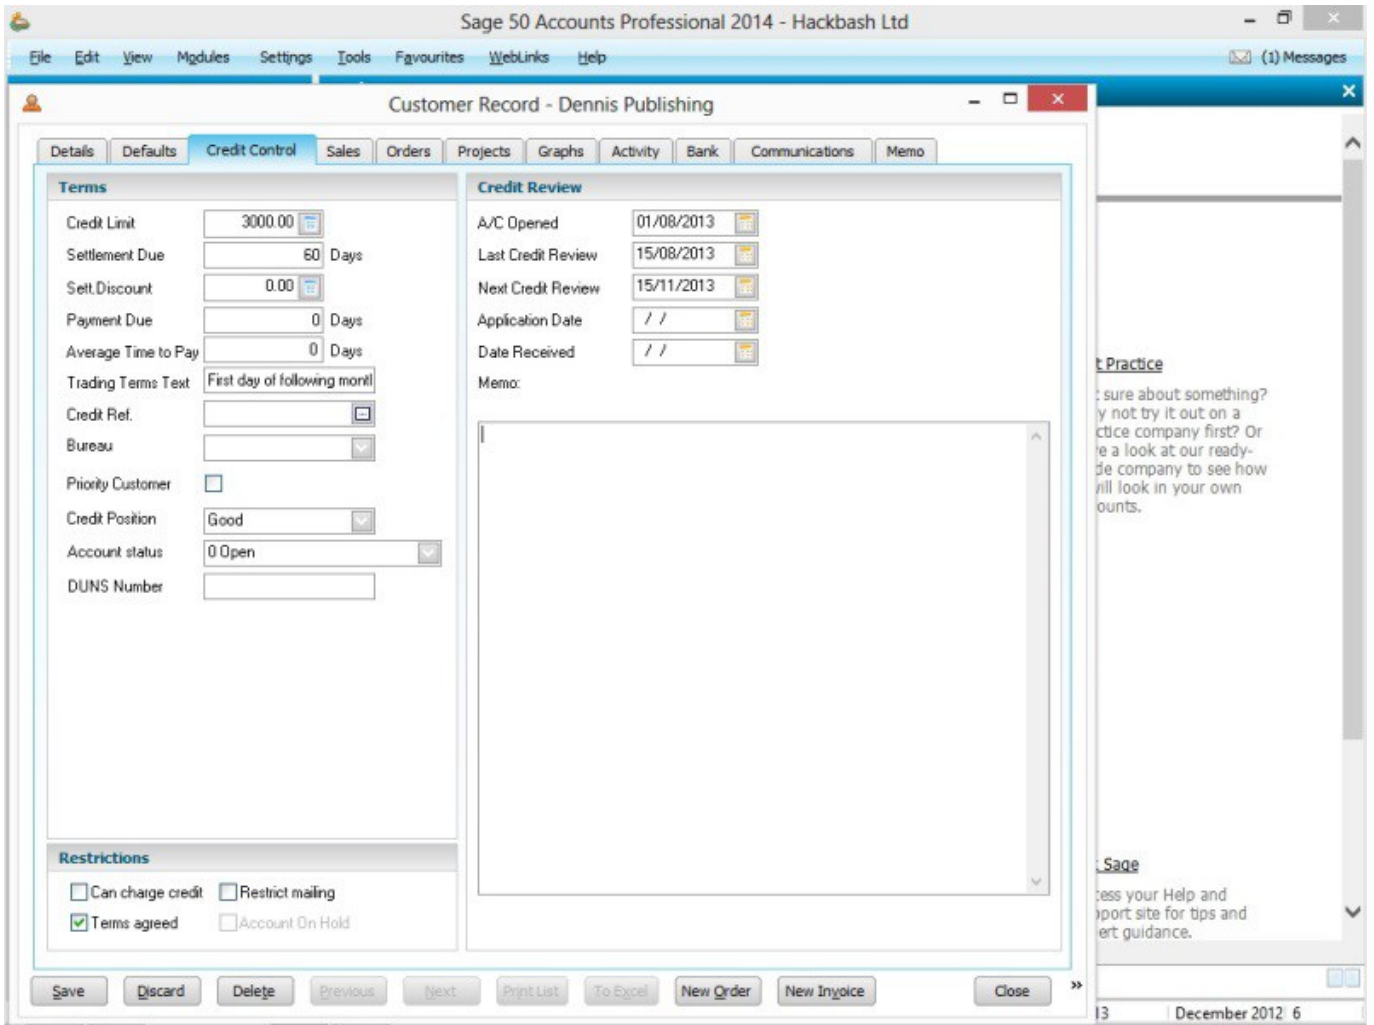 Sage 50 Accounts Professional 2014 - Hackbash Ltd
File Edit View Modules Settings Tools Favourites WebLinks Help (1) Messages
Customer Record - Dennis Publishing
Details Defaults Credit Control Sales Orders Projects Graphs Activity Bank Communications Memo
Terms
Credit Limit 3000.00
Settlement Due 60 Days
Sett.Discount 0.00
Payment Due 0 Days
Average Time to Pay 0 Days
Trading Terms Text First day of following
Credit Ref.
Bureau
Priority Customer
Credit Position Good
Account status 0 Open
DUNS Number
Restrictions
Can charge credit Restrict mailing
Terms agreed Account On Hold
Credit Review
A/C Opened 01/08/2013
Last Credit Review 15/08/2013
Next Credit Review 15/11/2013
Application Date / /
Date Received / /
Memo:
Practice
sure about something?
not try it out on a
company first? Or
a look at our ready-
company to see how
will look in your own
Sage
your Help and
site for tips and
guidance.
Save Discard Delete Previous Next Print List To Excel New Order New Invoice Close »
13 December 2012 6